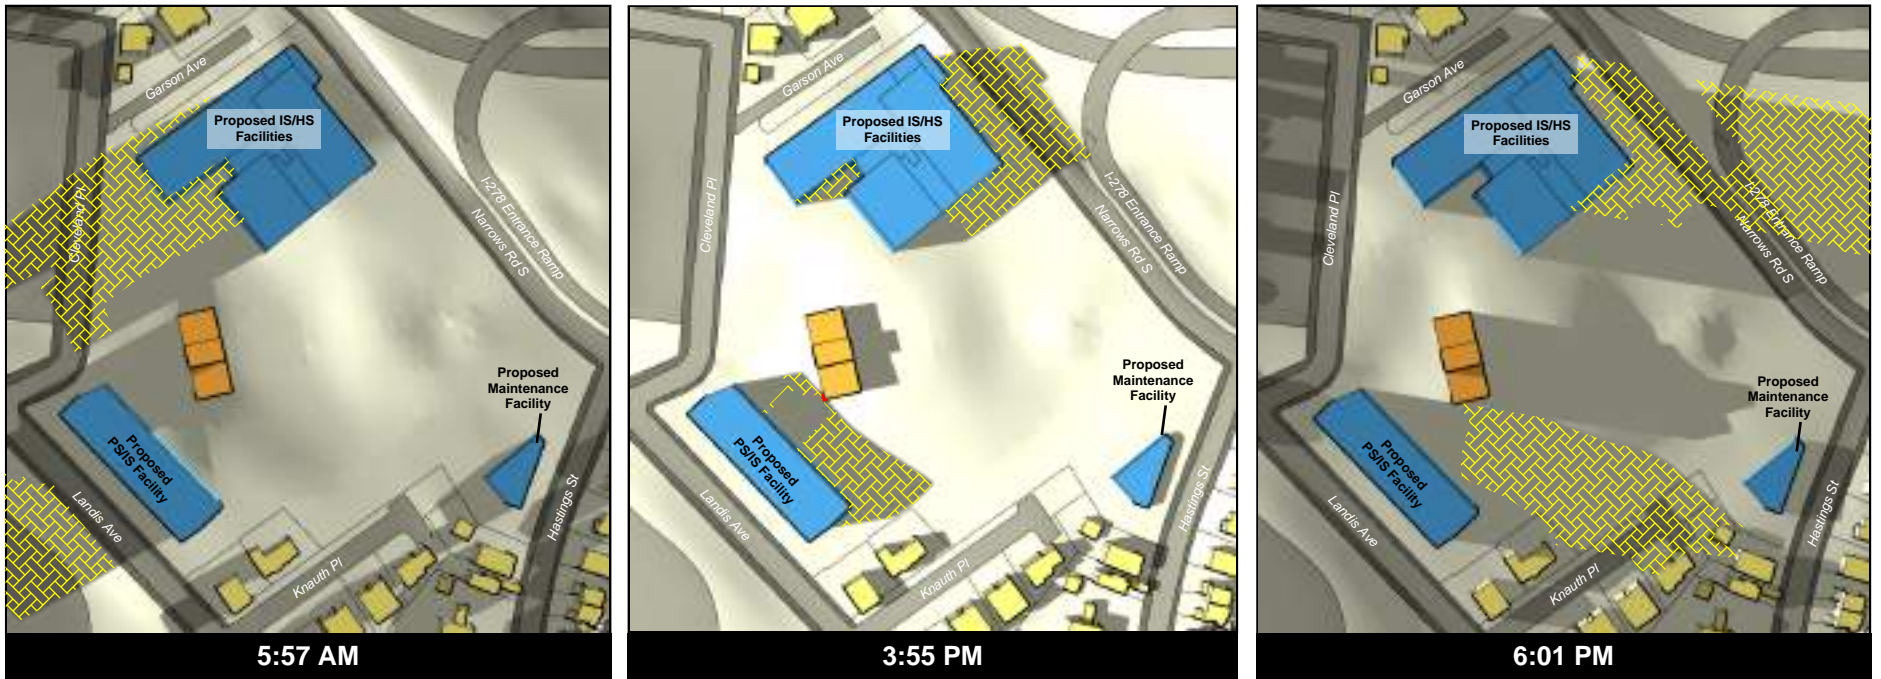 Garson Ave
Proposed IS/HS
Facilities
Cleveland Pl
I-278 Entrance Ramp
Narrows Rd S
Proposed
Maintenance
Facility
Proposed
PS/IS Facility
Landis Ave
Knauth Pl
Hastings St
5:57 AM
Garson Ave
Proposed IS/HS
Facilities
Cleveland Pl
I-278 Entrance Ramp
Narrows Rd S
Proposed
Maintenance
Facility
Proposed
PS/IS Facility
Landis Ave
Knauth Pl
Hastings St
3:55 PM
Garson Ave
Proposed IS/HS
Facilities
Cleveland Pl
I-278 Entrance Ramp
Narrows Rd S
Proposed
Maintenance
Facility
Proposed
PS/IS Facility
Landis Ave
Knauth Pl
Hastings St
6:01 PM